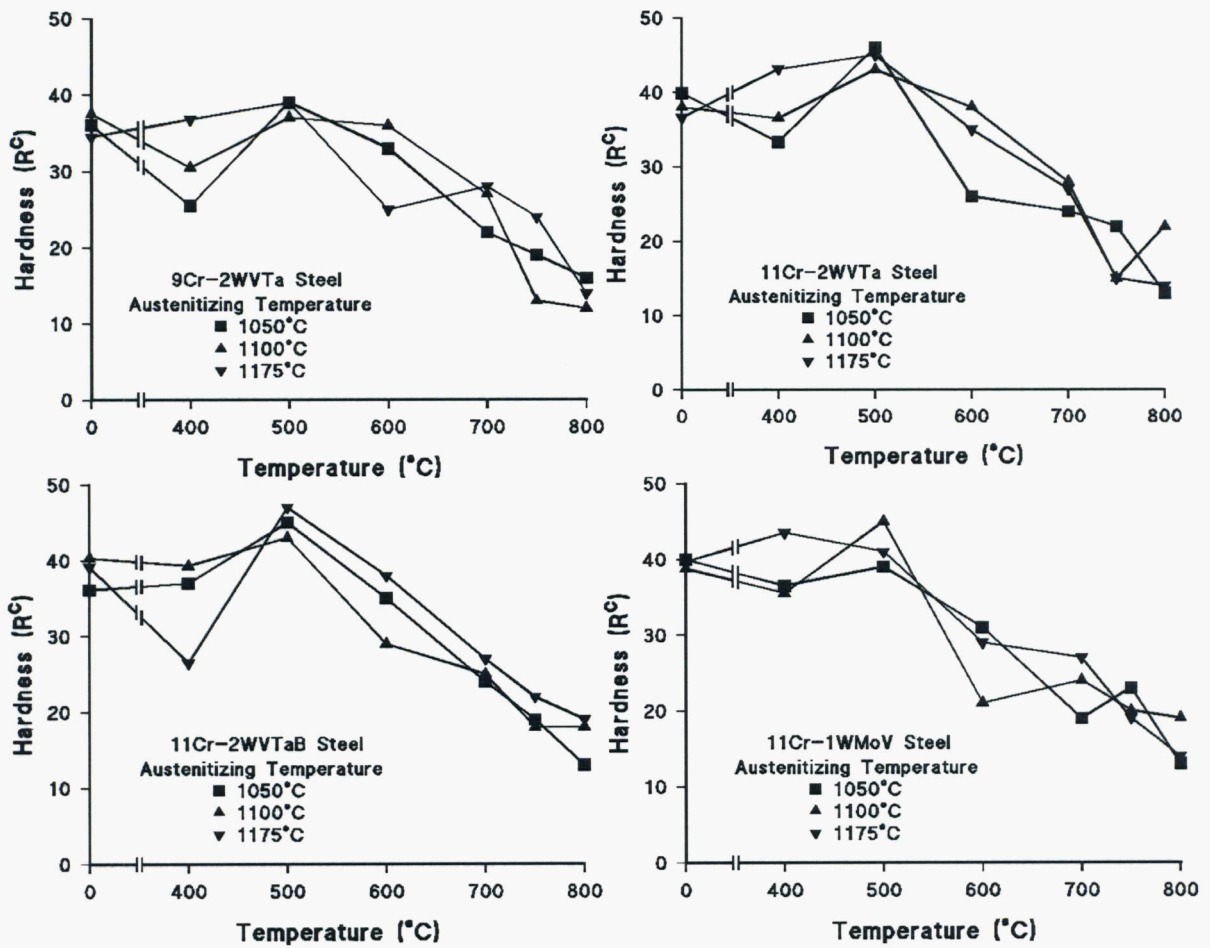 50
40
30
20
10
0
Hardness (R^C)
9Cr-2WVTa Steel
Austenitizing Temperature
■ 1050°C
▲ 1100°C
▼ 1175°C
0 400 500 600 700 800
Temperature (°C)
50
40
30
20
10
0
Hardness (R^C)
11Cr-2WVTa Steel
Austenitizing Temperature
■ 1050°C
▲ 1100°C
▼ 1175°C
0 400 500 600 700 800
Temperature (°C)
50
40
30
20
10
0
Hardness (R^C)
11Cr-2WVTaB Steel
Austenitizing Temperature
■ 1050°C
▲ 1100°C
▼ 1175°C
0 400 500 600 700 800
Temperature (°C)
50
40
30
20
10
0
Hardness (R^C)
11Cr-1WMoV Steel
Austenitizing Temperature
■ 1050°C
▲ 1100°C
▼ 1175°C
0 400 500 600 700 800
Temperature (°C)